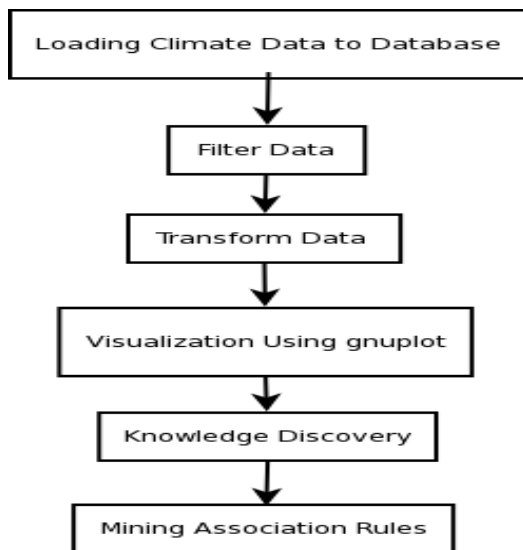 Loading Climate Data to Database
Filter Data
Transform Data
Visualization Using gnuplot
Knowledge Discovery
Mining Association Rules